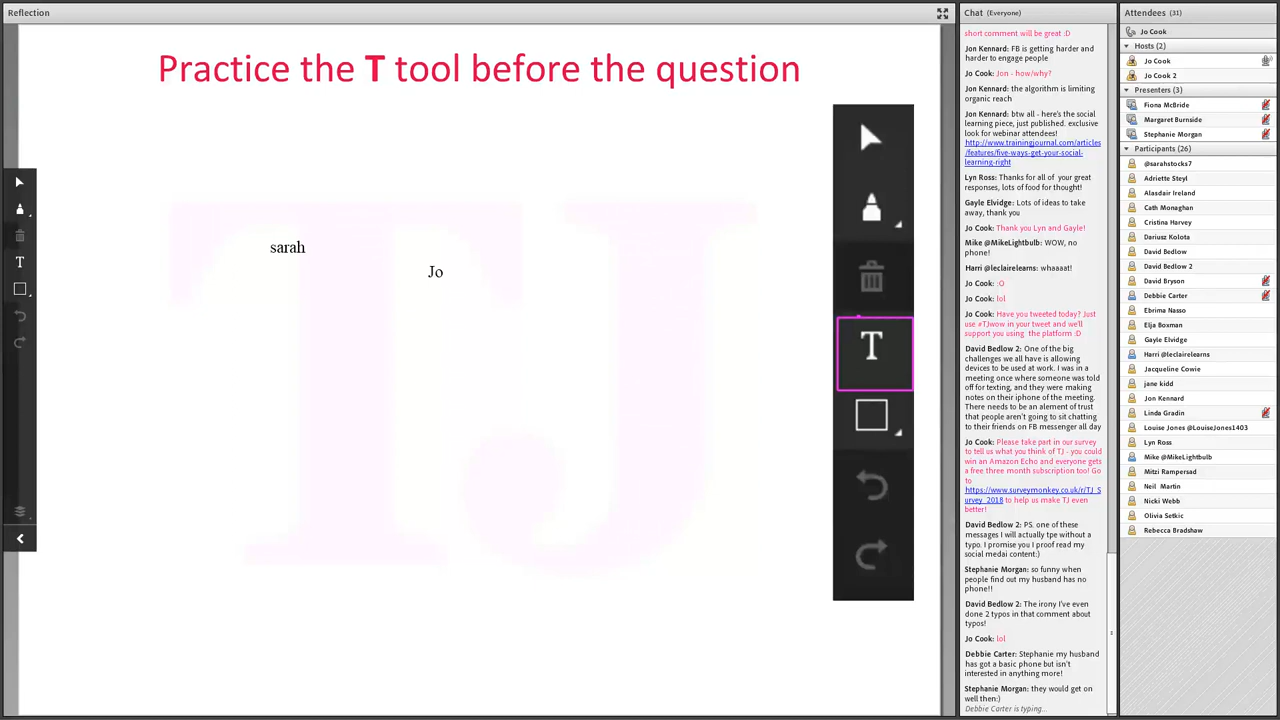 Reflection
Practice the T tool before the question
sarah
Jo
T
T
Chat (Everyone)
short comment will be great :D
Jon Kennard: FB is getting harder and
harder to engage people
Jo Cook: Jon - how/why?
Jon Kennard: the algorithm is limiting
organic reach
Jon Kennard: btw all - here's the social
learning piece, just published. exclusive
look for webinar attendees!
http://www.trainingjournal.com/articles
/features/five-ways-get-your-social-
learning-right
Lyn Ross: Thanks for all of your great
responses, lots of food for thought!
Gayle Elvidge: Lots of ideas to take
away, thank you
Jo Cook: Thank you Lyn and Gayle!
Mike @MikeLightbulb: WOW, no
phone!
Harri @leclairelearns: whaaaat!
Jo Cook: :O
Jo Cook: lol
Jo Cook: Have you tweeted today? Just
use #TJwow in your tweet and we'll
support you using the platform :D
David Bedlow 2: One of the big
challenges we all have is allowing
devices to be used at work. I was in a
meeting once where someone was told
off for texting, and they were making
notes on their iphone of the meeting.
There needs to be an alement of trust
that people aren't going to sit chatting
to their friends on FB messenger all day
Jo Cook: Please take part in our survey
to tell us what you think of TJ - you could
win an Amazon Echo and everyone gets
a free three month subscription too! Go
to
https://www.surveymonkey.co.uk/r/TJ_S
urvey_2018 to help us make TJ even
better!
David Bedlow 2: PS. one of these
messages I will actually tpe without a
typo. I promise you I proof read my
social medai content:)
Stephanie Morgan: so funny when
people find out my husband has no
phone!!
David Bedlow 2: The irony I've even
done 2 typos in that comment about
typos!
Jo Cook: lol
Debbie Carter: Stephanie my husband
has got a basic phone but isn't
interested in anything more!
Stephanie Morgan: they would get on
well then:)
Debbie Carter is typing...
Attendees (31)
Jo Cook
Hosts (2)
Jo Cook
Jo Cook 2
Presenters (3)
Fiona McBride
Margaret Burnside
Stephanie Morgan
Participants (26)
@sarahstocks7
Adriette Steyl
Alasdair Ireland
Cath Monaghan
Cristina Harvey
Dariusz Kolota
David Bedlow
David Bedlow 2
David Bryson
Debbie Carter
Ebrima Nasso
Elja Boxman
Gayle Elvidge
Harri @leclairelearns
Jacqueline Cowie
jane kidd
Jon Kennard
Linda Gradin
Louise Jones @LouiseJones1403
Lyn Ross
Mike @MikeLightbulb
Mitzi Rampersad
Neil Martin
Nicki Webb
Olivia Setkic
Rebecca Bradshaw